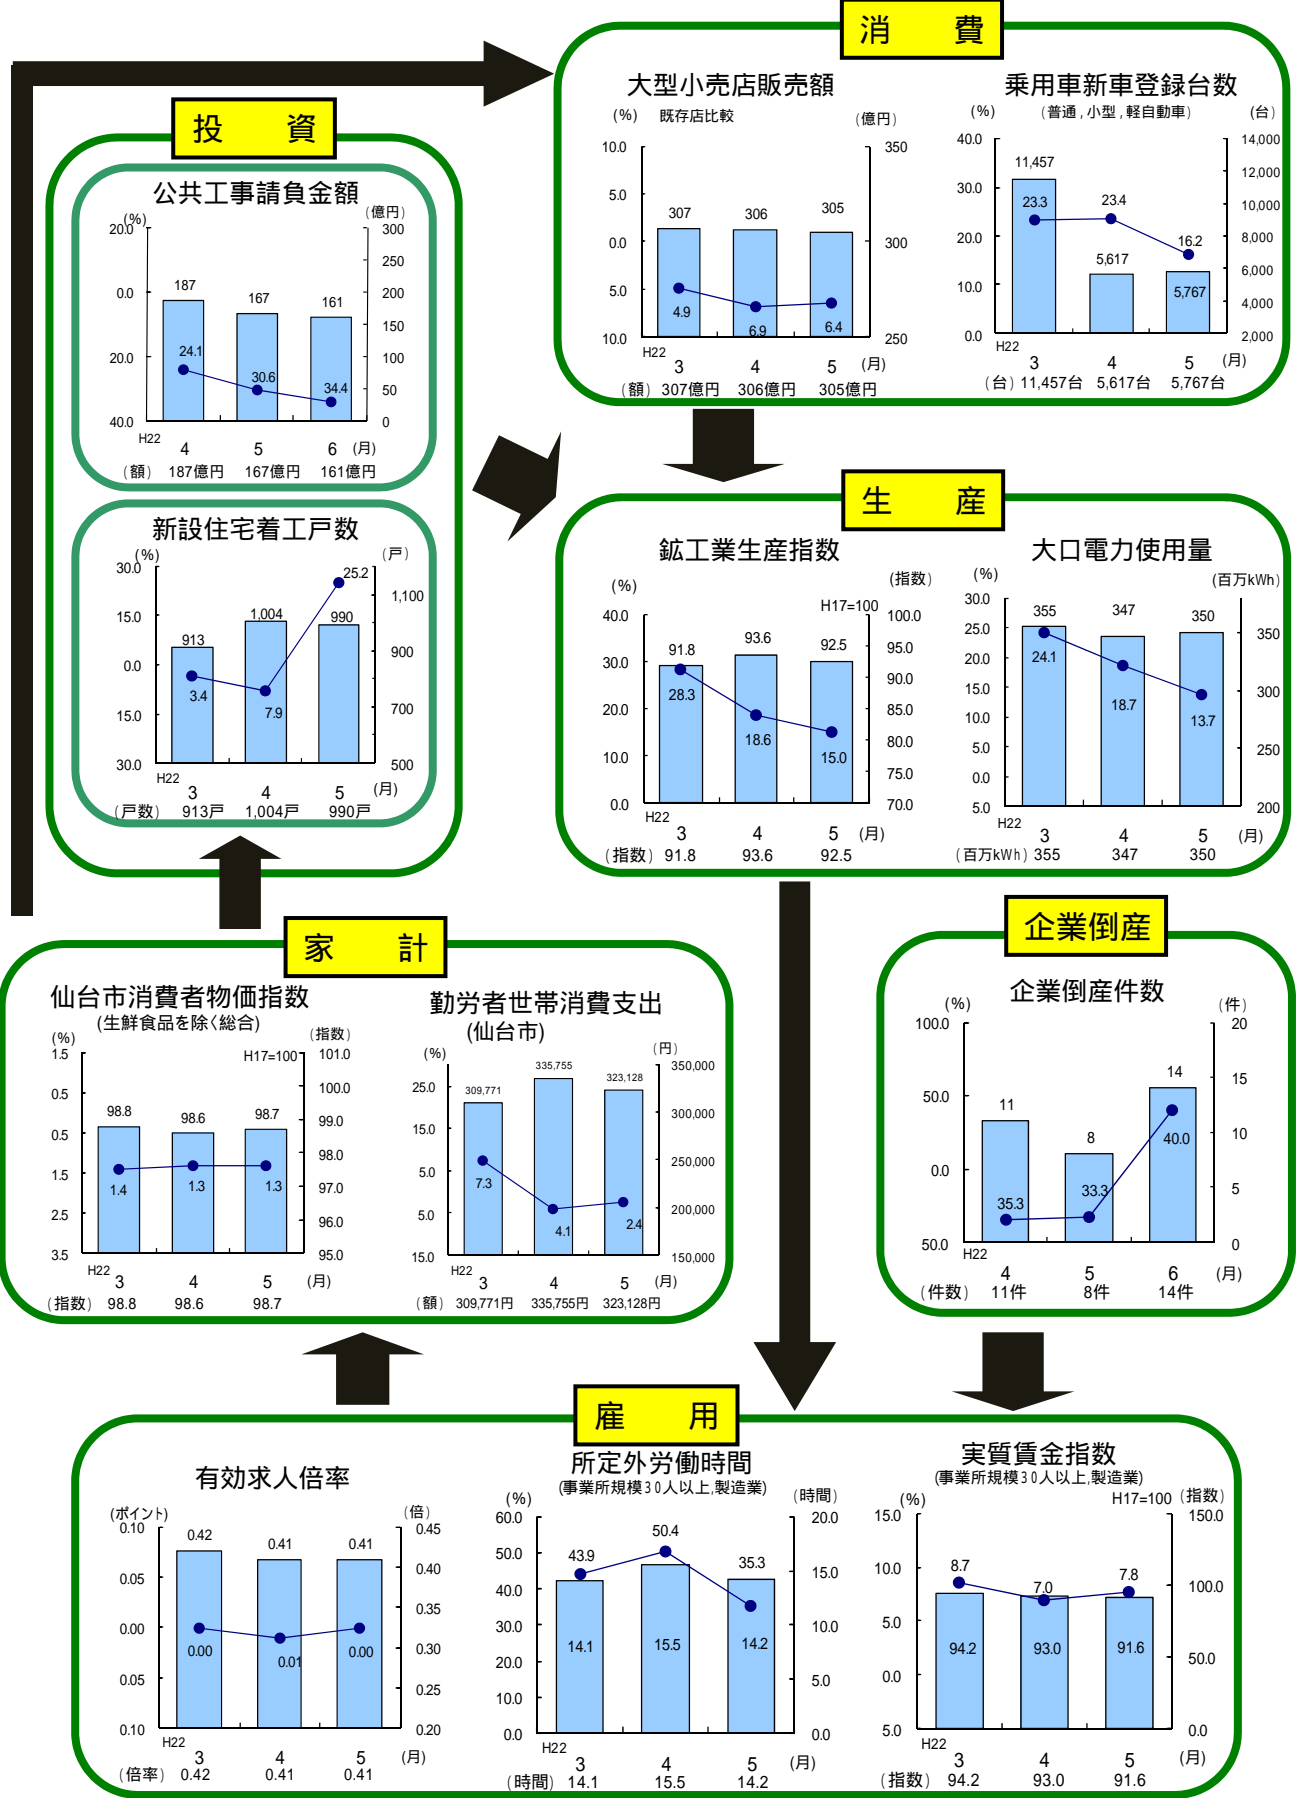 消　　費
大型小売店販売額
(%) 既存店比較 (億円)
10.0 5.0 0.0 5.0 10.0
350 300 250
307 306 305
4.9 6.9 6.4
H22 3 4 5 (月)
(額) 307億円 306億円 305億円
乗用車新車登録台数
(%) (普通,小型,軽自動車) (台)
40.0 30.0 20.0 10.0 0.0
14,000 12,000 10,000 8,000 6,000 4,000 2,000
11,457 5,617 5,767
23.3 23.4 16.2
H22 3 4 5 (月)
(台) 11,457台 5,617台 5,767台
投　　資
公共工事請負金額
(%) (億円)
20.0 0.0 20.0 40.0
300 250 200 150 100 50 0
187 167 161
24.1 30.6 34.4
H22 4 5 6 (月)
(額) 187億円 167億円 161億円
新設住宅着工戸数
(%) (戸)
30.0 15.0 0.0 15.0 30.0
1,100 900 700 500
913 1,004 990
3.4 7.9 25.2
H22 3 4 5 (月)
(戸数) 913戸 1,004戸 990戸
生　　産
鉱工業生産指数
(%) (指数)
H17=100
40.0 30.0 20.0 10.0 0.0
100.0 95.0 90.0 85.0 80.0 75.0 70.0
91.8 93.6 92.5
28.3 18.6 15.0
H22 3 4 5 (月)
(指数) 91.8 93.6 92.5
大口電力使用量
(%) (百万kWh)
30.0 25.0 20.0 15.0 10.0 5.0 0.0 5.0
350 300 250 200
355 347 350
24.1 18.7 13.7
H22 3 4 5 (月)
(百万kWh) 355 347 350
家　　計
仙台市消費者物価指数
(生鮮食品を除く総合)
(%) (指数)
H17=100
1.5 0.5 0.5 1.5 2.5 3.5
101.0 100.0 99.0 98.0 97.0 96.0 95.0
98.8 98.6 98.7
1.4 1.3 1.3
H22 3 4 5 (月)
(指数) 98.8 98.6 98.7
勤労者世帯消費支出
(仙台市)
(%) (円)
25.0 15.0 5.0 5.0 15.0
350,000 300,000 250,000 200,000 150,000
309,771 335,755 323,128
7.3 4.1 2.4
H22 3 4 5 (月)
(額) 309,771円 335,755円 323,128円
企業倒産
企業倒産件数
(%) (件)
100.0 50.0 0.0 50.0
20 15 10 5 0
11 8 14
35.3 33.3 40.0
H22 4 5 6 (月)
(件数) 11件 8件 14件
雇　　用
有効求人倍率
(ポイント) (倍)
0.10 0.05 0.00 0.05 0.10
0.45 0.40 0.35 0.30 0.25 0.20
0.42 0.41 0.41
0.00 0.01 0.00
H22 3 4 5 (月)
(倍率) 0.42 0.41 0.41
所定外労働時間
(事業所規模30人以上,製造業)
(%) (時間)
60.0 50.0 40.0 30.0 20.0 10.0 0.0
20.0 15.0 10.0 5.0 0.0
43.9 50.4 35.3
14.1 15.5 14.2
H22 3 4 5 (月)
(時間) 14.1 15.5 14.2
実質賃金指数
(事業所規模30人以上,製造業)
(%) H17=100 (指数)
15.0 10.0 5.0 0.0 5.0
150.0 100.0 50.0 0.0
8.7 7.0 7.8
94.2 93.0 91.6
H22 3 4 5 (月)
(指数) 94.2 93.0 91.6